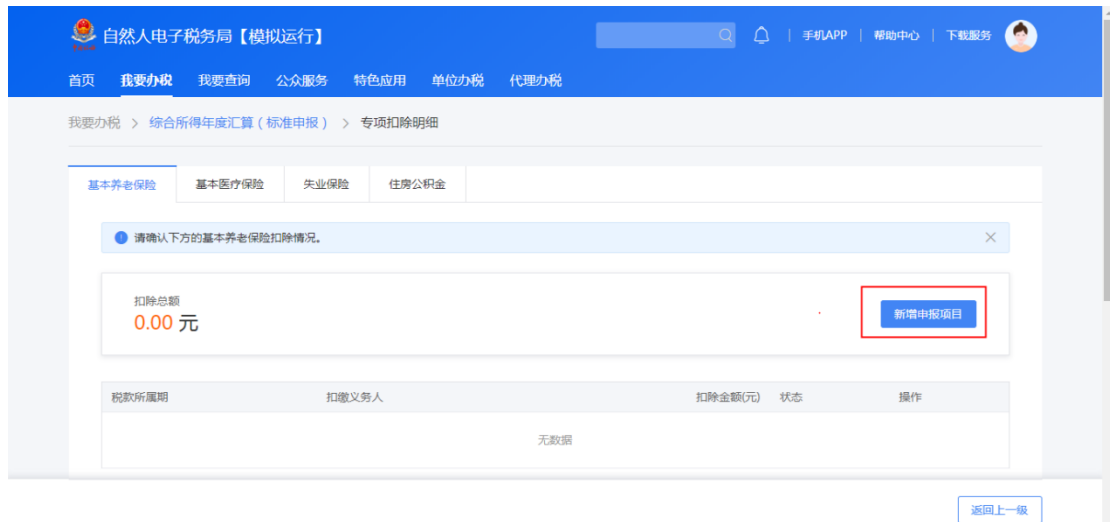 自然人电子税务局【模拟运行】
手机APP | 帮助中心 | 下载服务
首页 我要办税 我要查询 公众服务 特色应用 单位办税 代理办税
我要办税 > 综合所得年度汇算（标准申报） > 专项扣除明细
基本养老保险 基本医疗保险 失业保险 住房公积金
请确认下方的基本养老保险扣除情况。
扣除总额
0.00 元
新增申报项目
税款所属期 扣缴义务人 扣除金额(元) 状态 操作
无数据
返回上一级